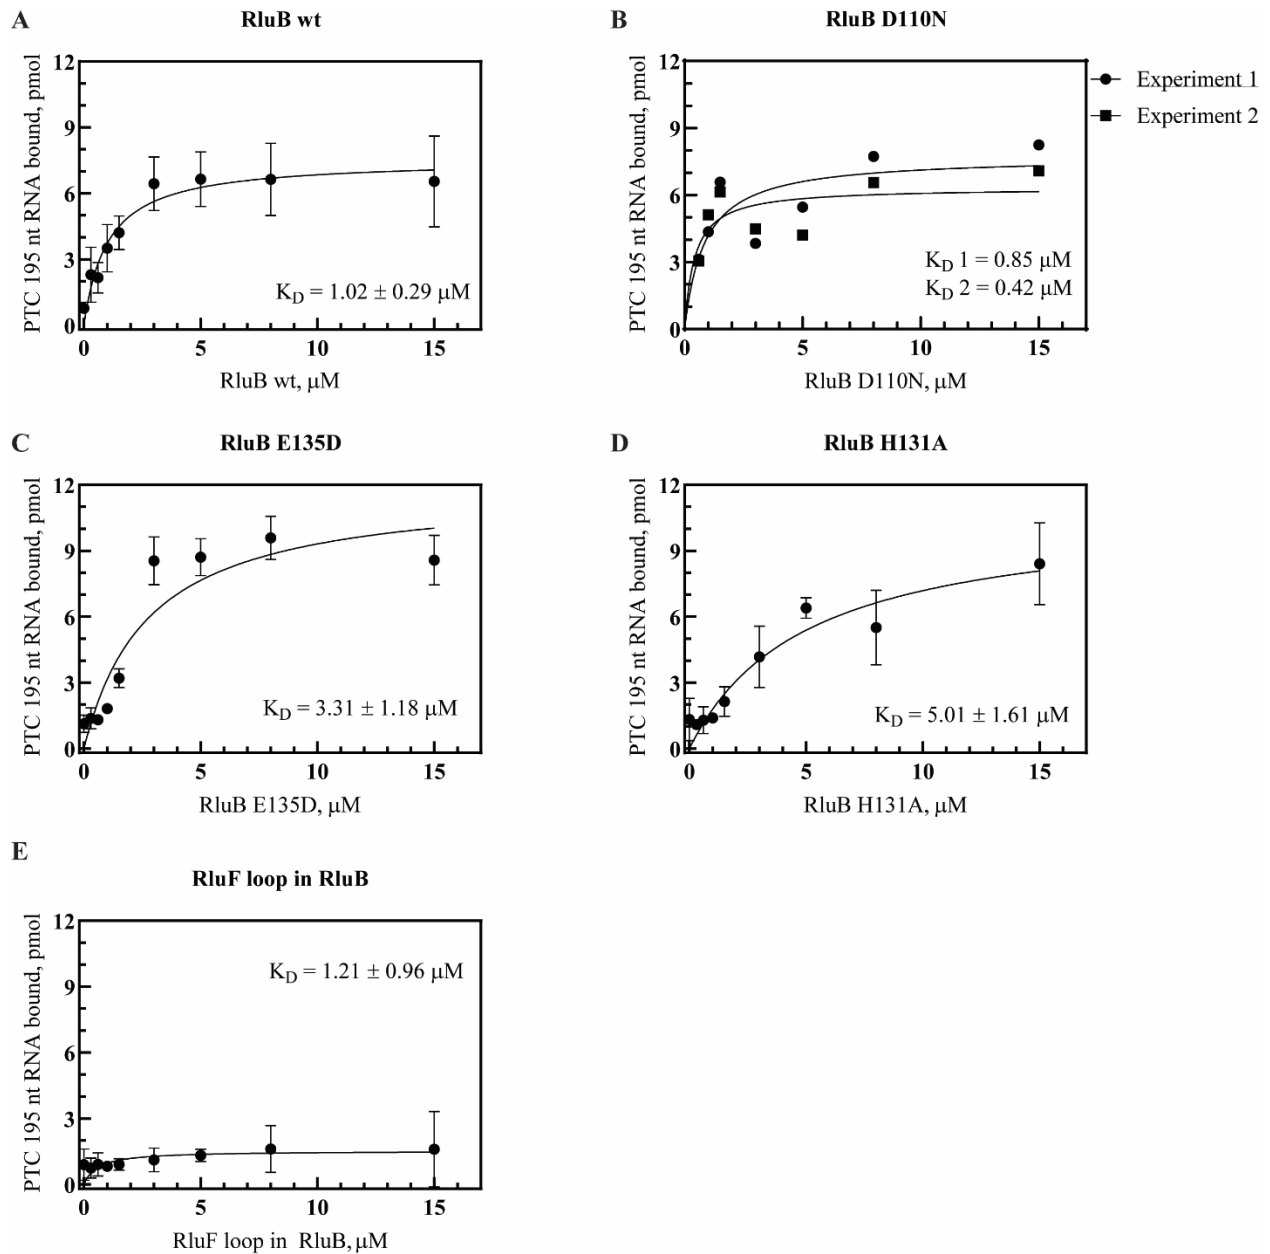 A
RluB wt
PTC 195 nt RNA bound, pmol
12
9
6
3
0
K_D = 1.02 ± 0.29 μM
0 5 10 15
RluB wt, μM
B
RluB D110N
PTC 195 nt RNA bound, pmol
12
9
6
3
0
Experiment 1
Experiment 2
K_D 1 = 0.85 μM
K_D 2 = 0.42 μM
0 5 10 15
RluB D110N, μM
C
RluB E135D
PTC 195 nt RNA bound, pmol
12
9
6
3
0
K_D = 3.31 ± 1.18 μM
0 5 10 15
RluB E135D, μM
D
RluB H131A
PTC 195 nt RNA bound, pmol
12
9
6
3
0
K_D = 5.01 ± 1.61 μM
0 5 10 15
RluB H131A, μM
E
RluF loop in RluB
PTC 195 nt RNA bound, pmol
12
9
6
3
0
K_D = 1.21 ± 0.96 μM
0 5 10 15
RluF loop in RluB, μM